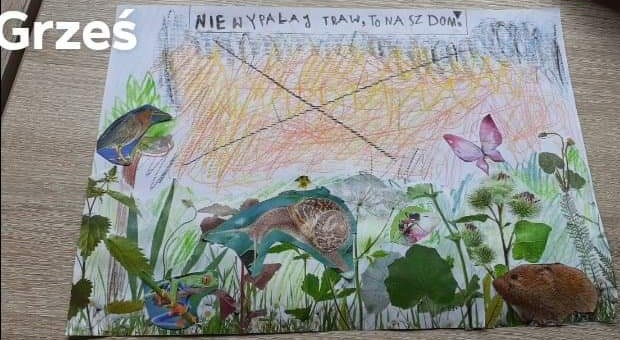 Grześ
NIE WYPALAJ TRAW, TO NASZ DOM!